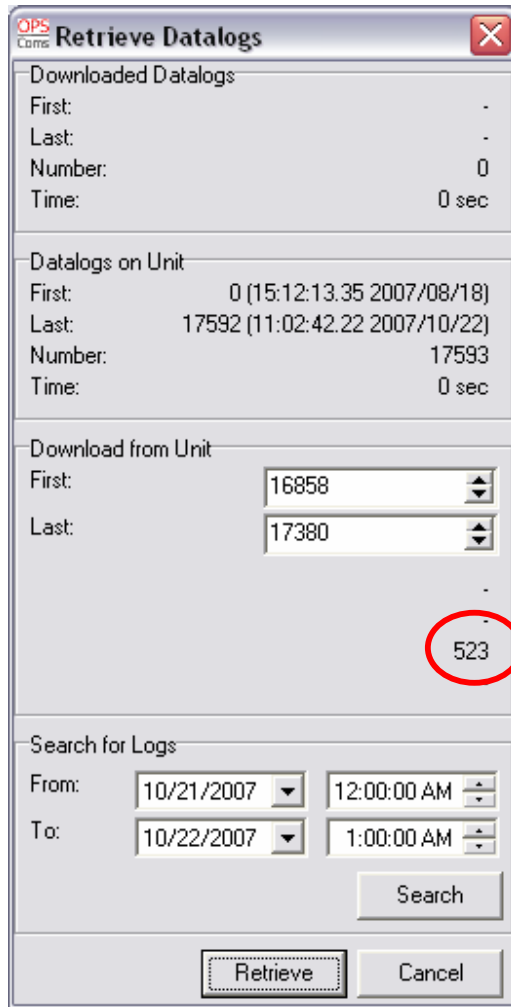 OPS Coms Retrieve Datalogs
Downloaded Datalogs
First: -
Last: -
Number: 0
Time: 0 sec
Datalogs on Unit
First: 0 (15:12:13.35 2007/08/18)
Last: 17592 (11:02:42.22 2007/10/22)
Number: 17593
Time: 0 sec
Download from Unit
First: 16858
Last: 17380
-
-
523
Search for Logs
From: 10/21/2007 12:00:00 AM
To: 10/22/2007 1:00:00 AM
Search
Retrieve Cancel